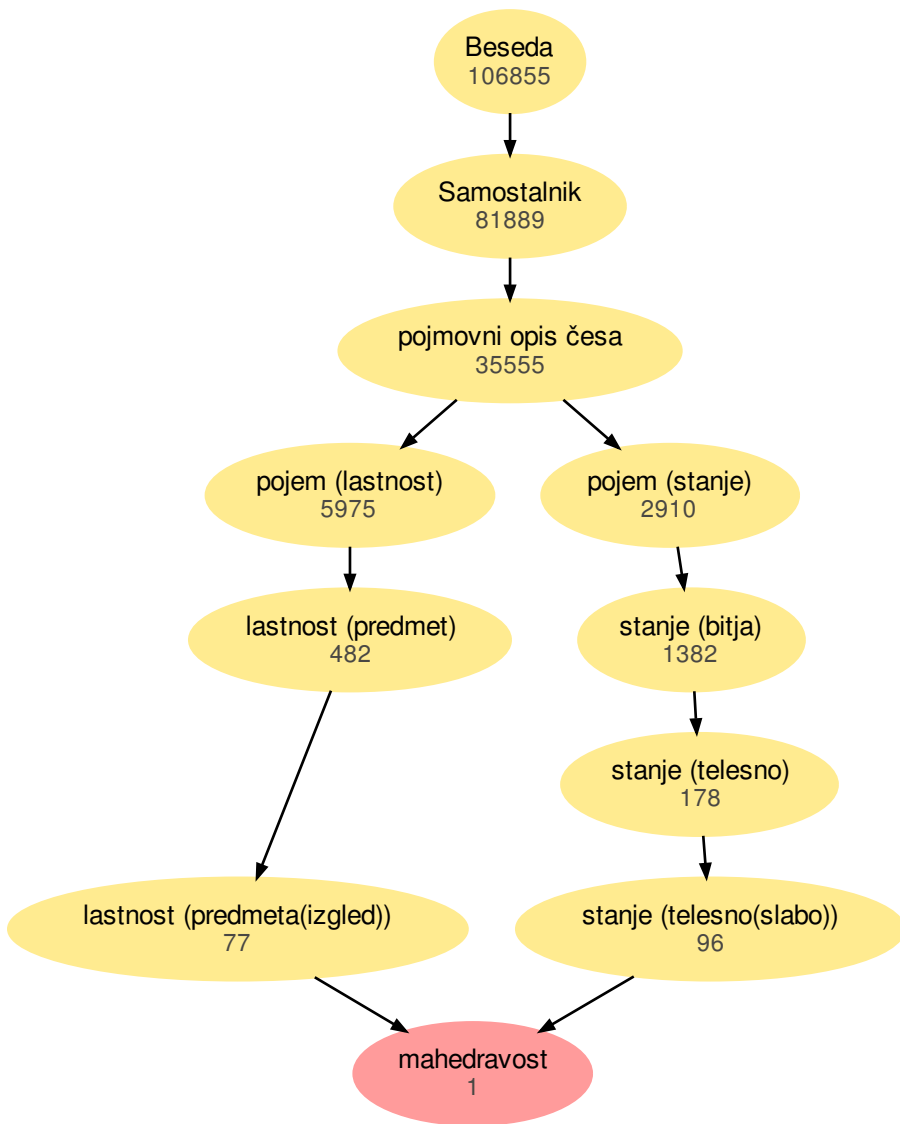 Beseda
106855
Samostalnik
81889
pojmovni opis česa
35555
pojem (lastnost)
5975
pojem (stanje)
2910
lastnost (predmet)
482
stanje (bitja)
1382
stanje (telesno)
178
lastnost (predmeta(izgled))
77
stanje (telesno(slabo))
96
mahedravost
1